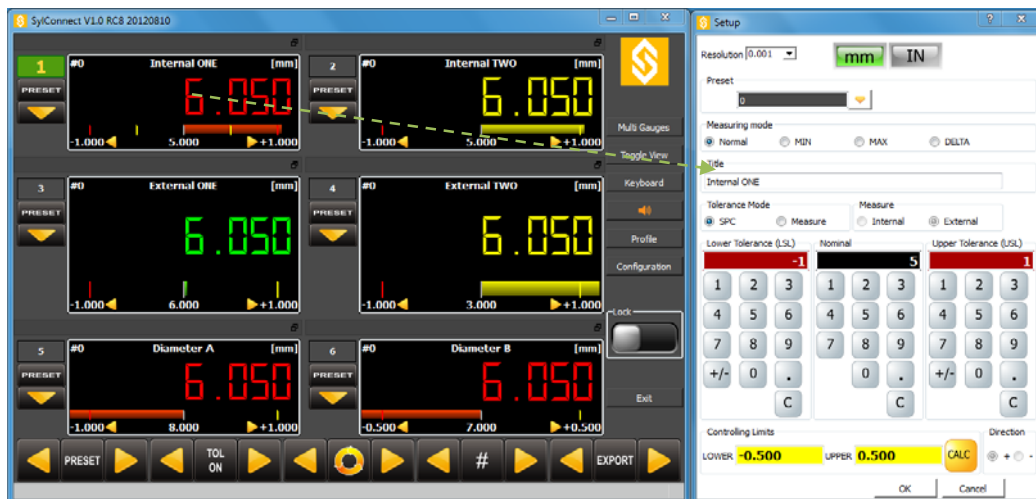 SylConnect V1.0 RC8 20120810
1
PRESET
#0 Internal ONE [mm]
6.050
-1.000 5.000 +1.000
2
PRESET
#0 Internal TWO [mm]
6.050
-1.000 5.000 +1.000
3
PRESET
#0 External ONE [mm]
6.050
-1.000 6.000 +1.000
4
PRESET
#0 External TWO [mm]
6.050
-1.000 3.000 +1.000
5
PRESET
#0 Diameter A [mm]
6.050
-1.000 8.000 +1.000
6
PRESET
#0 Diameter B [mm]
6.050
-0.500 7.000 +0.500
Multi Gauges
Toggle View
Keyboard
Profile
Configuration
Lock
Exit
PRESET TOL ON # EXPORT
Setup
Resolution 0.001 mm IN
Preset
0
Measuring mode
Normal MIN MAX DELTA
Title
Internal ONE
Tolerance Mode Measure
SPC Measure Internal External
Lower Tolerance (LSL) Nominal Upper Tolerance (USL)
-1 5 1
1 2 3 1 2 3 1 2 3
4 5 6 4 5 6 4 5 6
7 8 9 7 8 9 7 8 9
+/- 0 . 0 . +/- 0 .
C C C
Controlling Limits Direction
LOWER -0.500 UPPER 0.500 CALC + -
OK Cancel